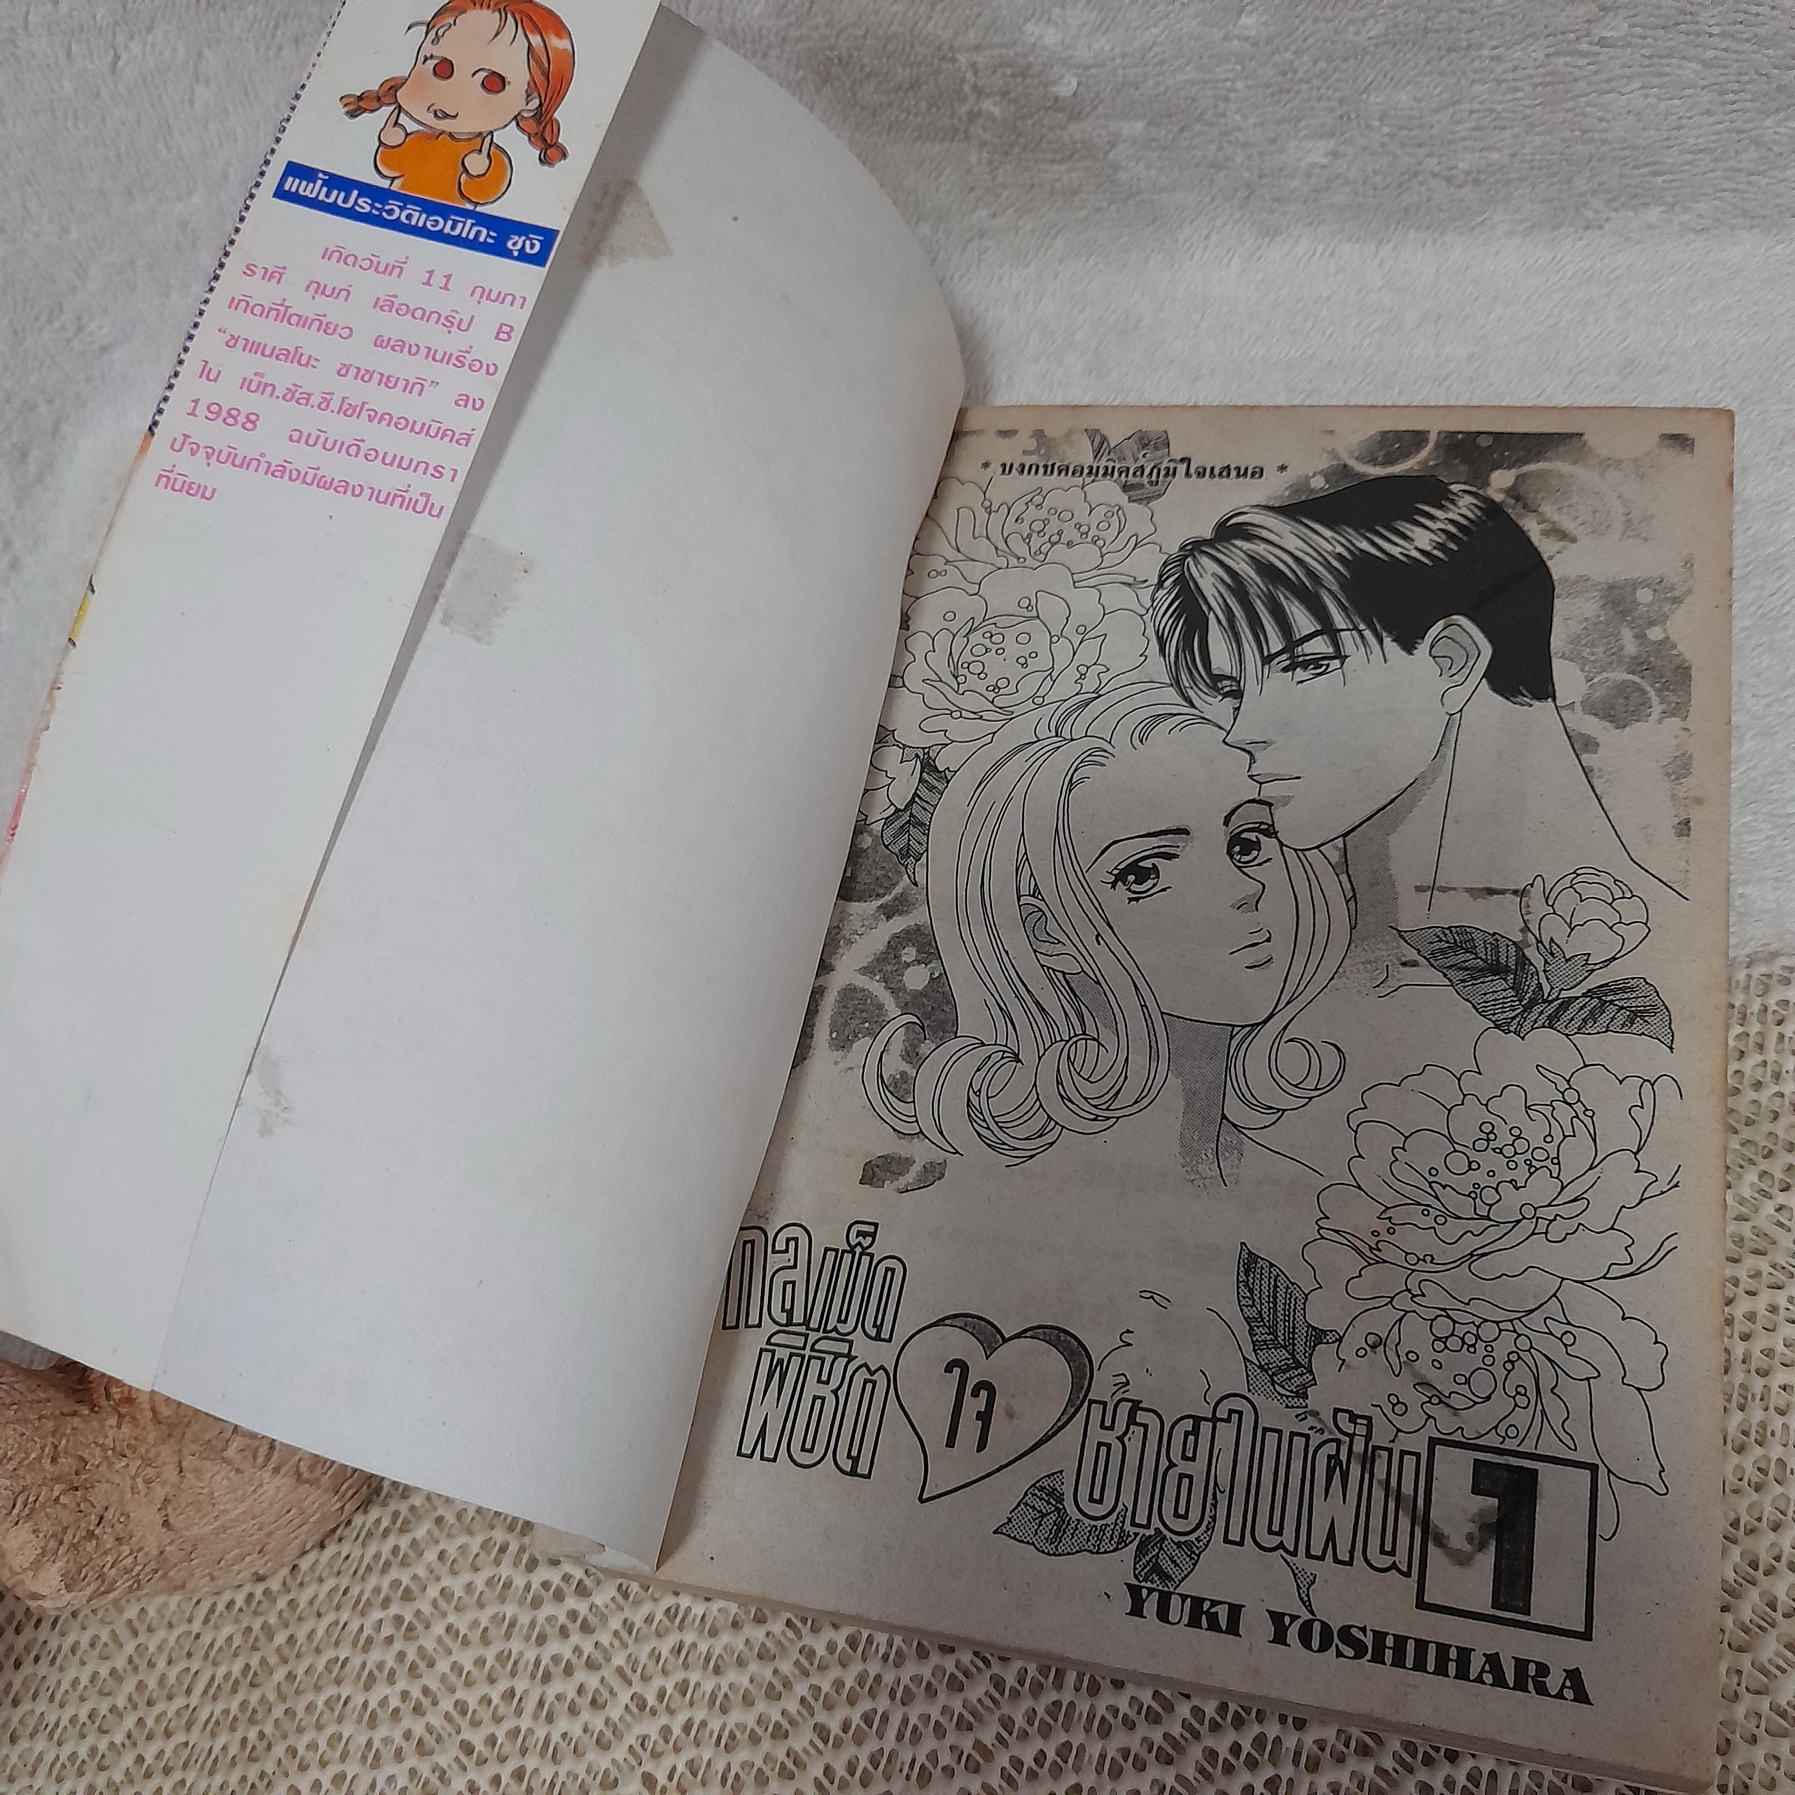 แฟ้มประวัติเอมิโกะ ซุงิ
เกิดวันที่ 11 กุมภา
ราศี กุมภ์ เลือดกรุ๊ป B
เกิดที่โตเกียว ผลงานเรื่อง
"ชาแนลโนะ ซาซายากิ" ลง
ใน เบ็ท.ซัส.ซึ.โชโจคอมมิคส์
1988 ฉบับเดือนมกรา
ปัจจุบันกำลังมีผลงานที่เป็น
ที่นิยม
* บงกชคอมมิคส์ภูมิใจเสนอ *
กลเม็ด
พิชิต ใจ ชายในฝัน 1
YUKI YOSHIHARA